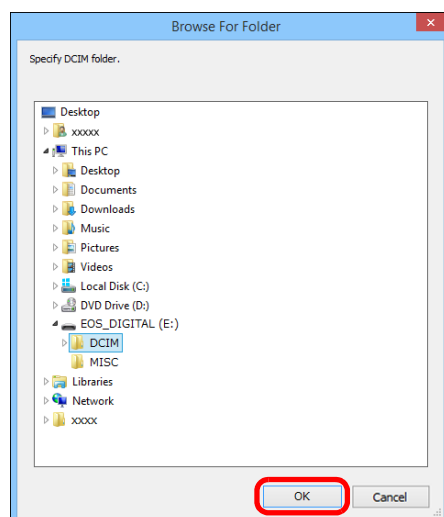 Browse For Folder
Specify DCIM folder.
Desktop
xxxxx
This PC
Desktop
Documents
Downloads
Music
Pictures
Videos
Local Disk (C:)
DVD Drive (D:)
EOS_DIGITAL (E:)
DCIM
MISC
Libraries
Network
xxxx
OK Cancel